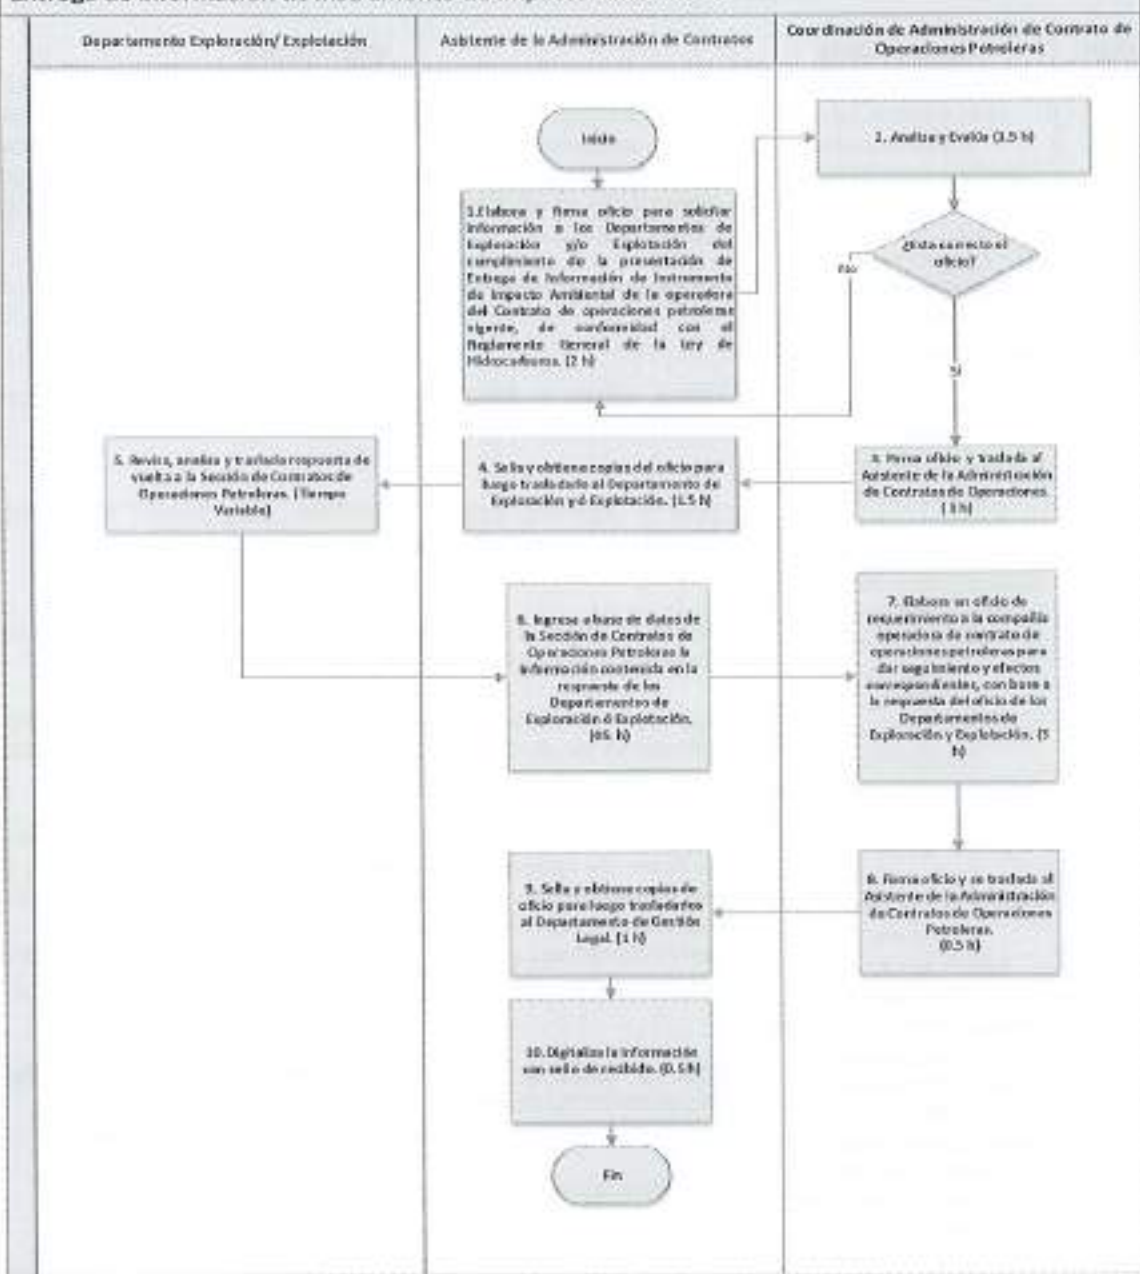 Departamento Exploración/ Explotación
Asistente de la Administración de Contratos
Coordinación de Administración de Contrato de
Operaciones Petroleras
Inicio
1.Elabora y firma oficio para solicitar
información a los Departamentos de
Exploración y/o Explotación del
cumplimiento de la presentación de
Entrega de Información de Instrumento
de Impacto Ambiental de la operadora
del Contrato de operaciones petroleras
vigente, de conformidad con el
Reglamento General de la Ley de
Hidrocarburos. (2 h)
2. Analiza y Evalúa
¿Esta correcto el
oficio?
No
Si
3. Firma oficio y traslada al
Asistente de la Administración
de Contratos de Operaciones.
4. Sella y obtiene copias del oficio para
luego trasladarlo al Departamento de
Exploración y ó Explotación. (1.5 h)
5. Revisa, analiza y traslada respuesta de
vuelta a la Sección de Contratos de
Operaciones Petroleras. (Tiempo
Variable)
6. Ingresa a base de datos de
la Sección de Contratos de
Operaciones Petroleras la
información contenida en la
respuesta de los
Departamentos de
Exploración ó Explotación.
7. Elabora un oficio de
requerimiento a la compañía
operadora de contrato de
operaciones petroleras para
dar seguimiento y efectos
correspondientes, con base a
la respuesta del oficio de los
Departamentos de
Exploración y Explotación.
8. Firma oficio y se traslada al
Asistente de la Administración
de Contratos de Operaciones
Petroleras.
(0.5 h)
9. Sella y obtiene copias de
oficio para luego trasladarlos
al Departamento de Gestión
Legal. (1 h)
10. Digitaliza la información
con sello de recibido. (0.5 h)
Fin